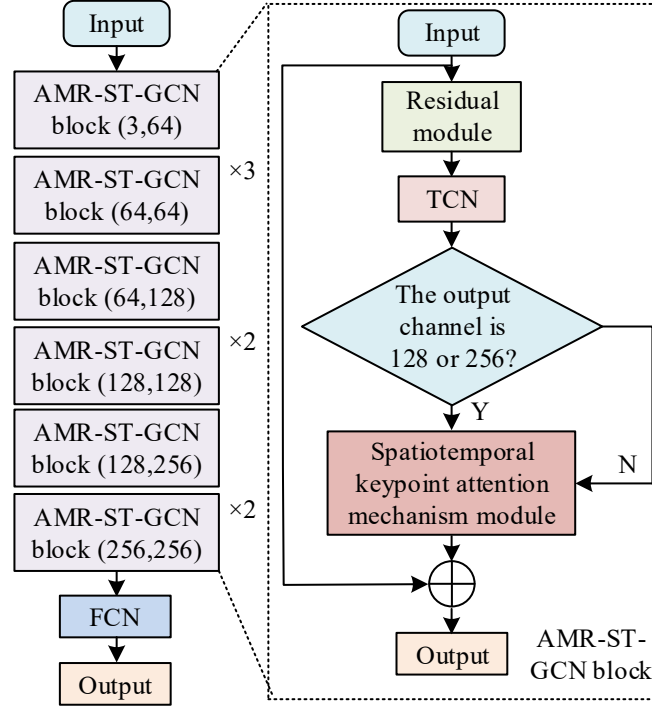 Input
AMR-ST-GCN
block (3,64)
AMR-ST-GCN
block (64,64)
×3
AMR-ST-GCN
block (64,128)
AMR-ST-GCN
block (128,128)
×2
AMR-ST-GCN
block (128,256)
AMR-ST-GCN
block (256,256)
×2
FCN
Output
Input
Residual
module
TCN
The output
channel is
128 or 256?
Y
N
Spatiotemporal
keypoint attention
mechanism module
Output
AMR-ST-
GCN block